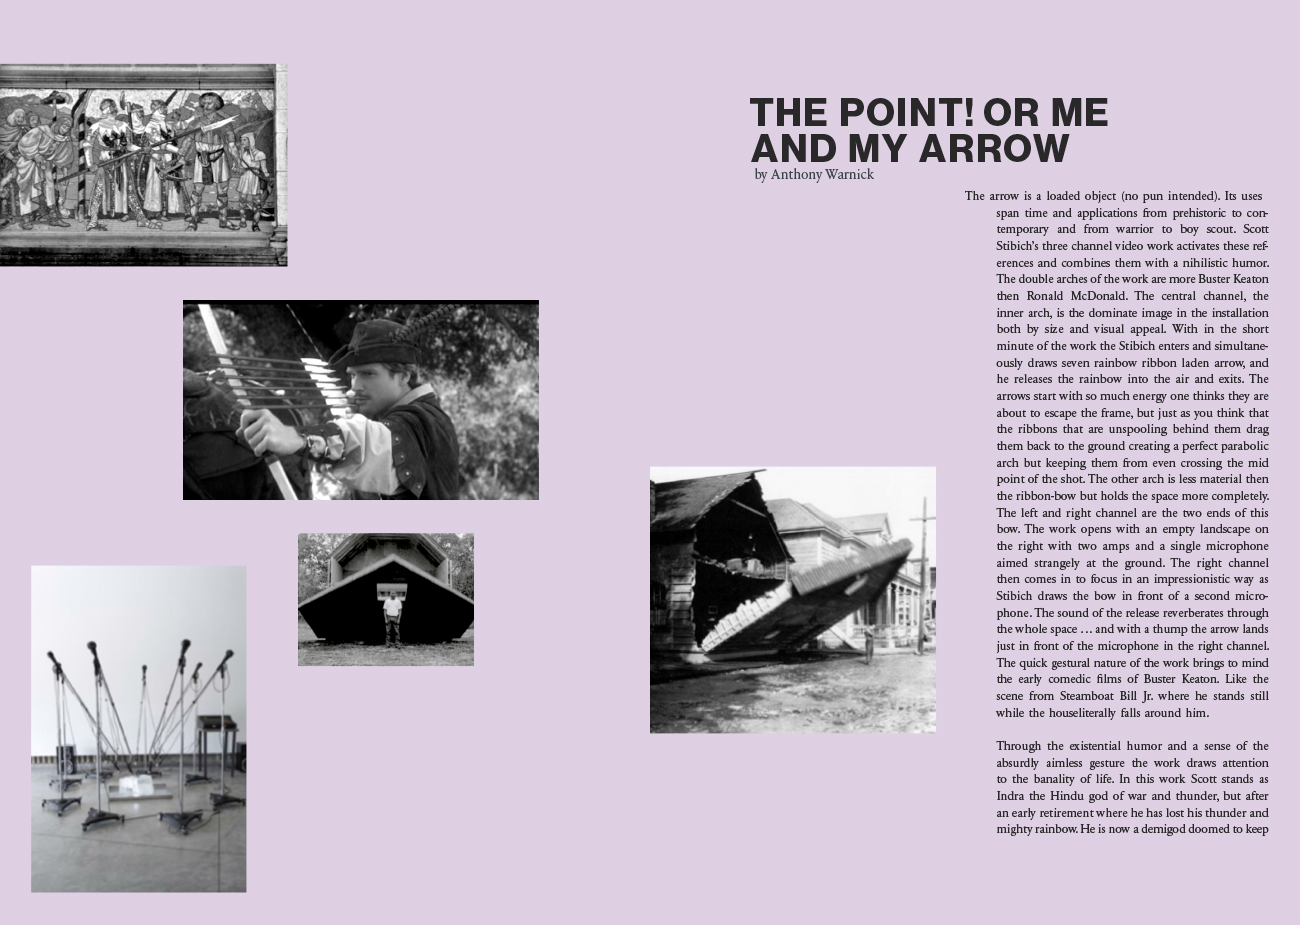 THE POINT! OR ME
AND MY ARROW
by Anthony Warnick
The arrow is a loaded object (no pun intended). Its uses
span time and applications from prehistoric to con-
temporary and from warrior to boy scout. Scott
Stibich's three channel video work activates these ref-
erences and combines them with a nihilistic humor.
The double arches of the work are more Buster Keaton
then Ronald McDonald. The central channel, the
inner arch, is the dominate image in the installation
both by size and visual appeal. With in the short
minute of the work the Stibich enters and simultane-
ously draws seven rainbow ribbon laden arrow, and
he releases the rainbow into the air and exits. The
arrows start with so much energy one thinks they are
about to escape the frame, but just as you think that
the ribbons that are unspooling behind them drag
them back to the ground creating a perfect parabolic
arch but keeping them from even crossing the mid
point of the shot. The other arch is less material then
the ribbon-bow but holds the space more completely.
The left and right channel are the two ends of this
bow. The work opens with an empty landscape on
the right with two amps and a single microphone
aimed strangely at the ground. The right channel
then comes in to focus in an impressionistic way as
Stibich draws the bow in front of a second micro-
phone. The sound of the release reverberates through
the whole space ... and with a thump the arrow lands
just in front of the microphone in the right channel.
The quick gestural nature of the work brings to mind
the early comedic films of Buster Keaton. Like the
scene from Steamboat Bill Jr. where he stands still
while the houseliterally falls around him.
Through the existential humor and a sense of the
absurdly aimless gesture the work draws attention
to the banality of life. In this work Scott stands as
Indra the Hindu god of war and thunder, but after
an early retirement where he has lost his thunder and
mighty rainbow. He is now a demigod doomed to keep